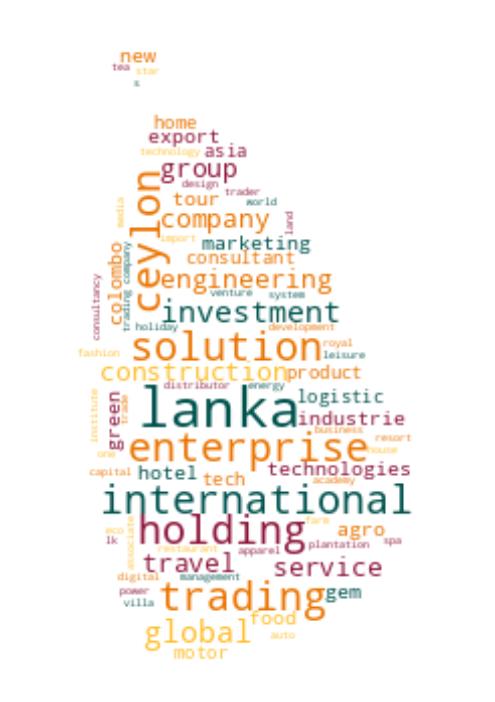 new
tea
star
s
home
export
technology
asia
group
design
trader
tour
world
media
ceylon
company
land
import
marketing
colombo
trading company
consultant
consultancy
engineering
venture
system
investment
holiday
development
solution
royal
fashion
leisure
construction
product
distributor
energy
lanka
logistic
institute
green
trade
industrie
business
enterprise
resort
one
house
capital
hotel
tech
technologies
academy
international
eco
lk
associate
holding
farm
agro
restaurant
apparel
plantation
spa
travel
service
digital
management
power
villa
trading
gem
global
food
auto
motor